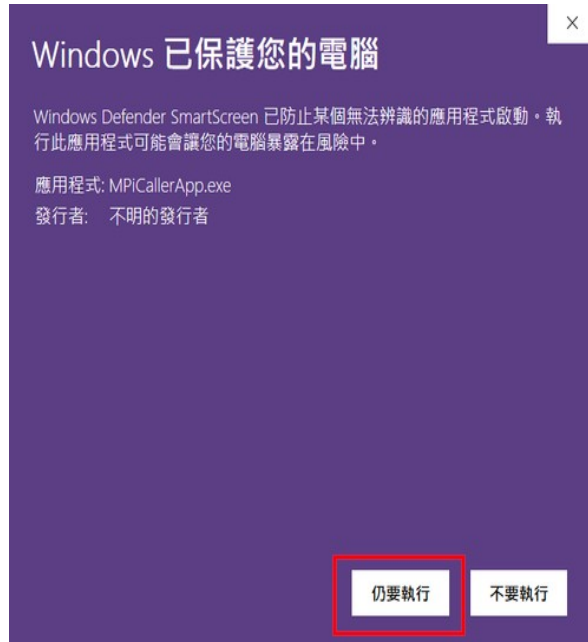 Windows 已保護您的電腦
Windows Defender SmartScreen 已防止某個無法辨識的應用程式啟動。執
行此應用程式可能會讓您的電腦暴露在風險中。
應用程式: MPiCallerApp.exe
發行者: 不明的發行者
仍要執行 不要執行